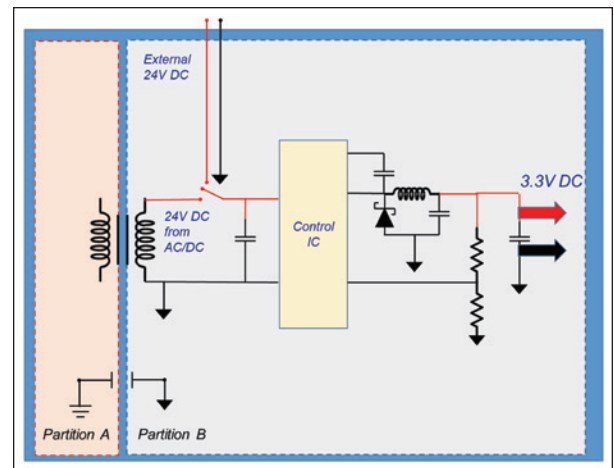 External
24V DC
3.3V DC
24V DC
from
AC/DC
Control
IC
Partition A
Partition B